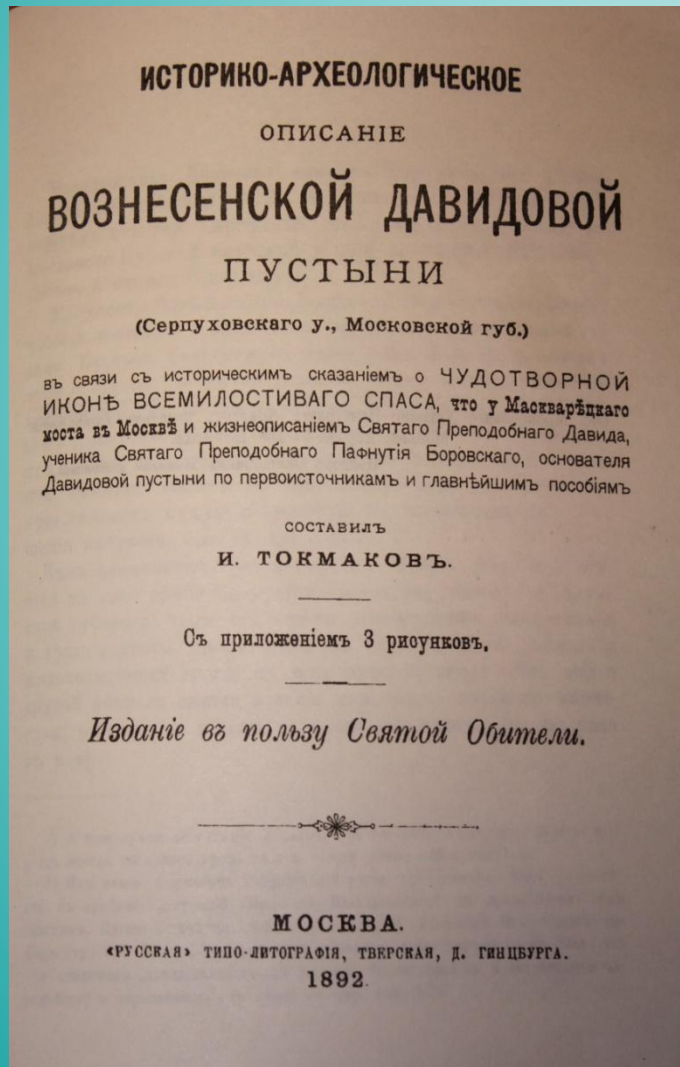 ИСТОРИКО-АРХЕОЛОГИЧЕСКОЕ
ОПИСАНІЕ
ВОЗНЕСЕНСКОЙ ДАВИДОВОЙ
ПУСТЫНИ
(Серпуховскаго у., Московской губ.)
въ связи съ историческимъ сказаніемъ о ЧУДОТВОРНОЙ
ИКОНѢ ВСЕМИЛОСТИВАГО СПАСА, что у Маскварѣцкаго
моста въ Москвѣ и жизнеописаніемъ Святаго Преподобнаго Давида,
ученика Святаго Преподобнаго Пафнутія Боровскаго, основателя
Давидовой пустыни по первоисточникамъ и главнѣйшимъ пособіямъ
СОСТАВИЛЪ
И. ТОКМАКОВЪ.
Съ приложеніемъ 3 рисунковъ.
Изданіе въ пользу Святой Обители.
МОСКВА.
«РУССКАЯ» ТИПО-ЛИТОГРАФІЯ, ТВЕРСКАЯ, Д. ГИНЦБУРГА.
1892.